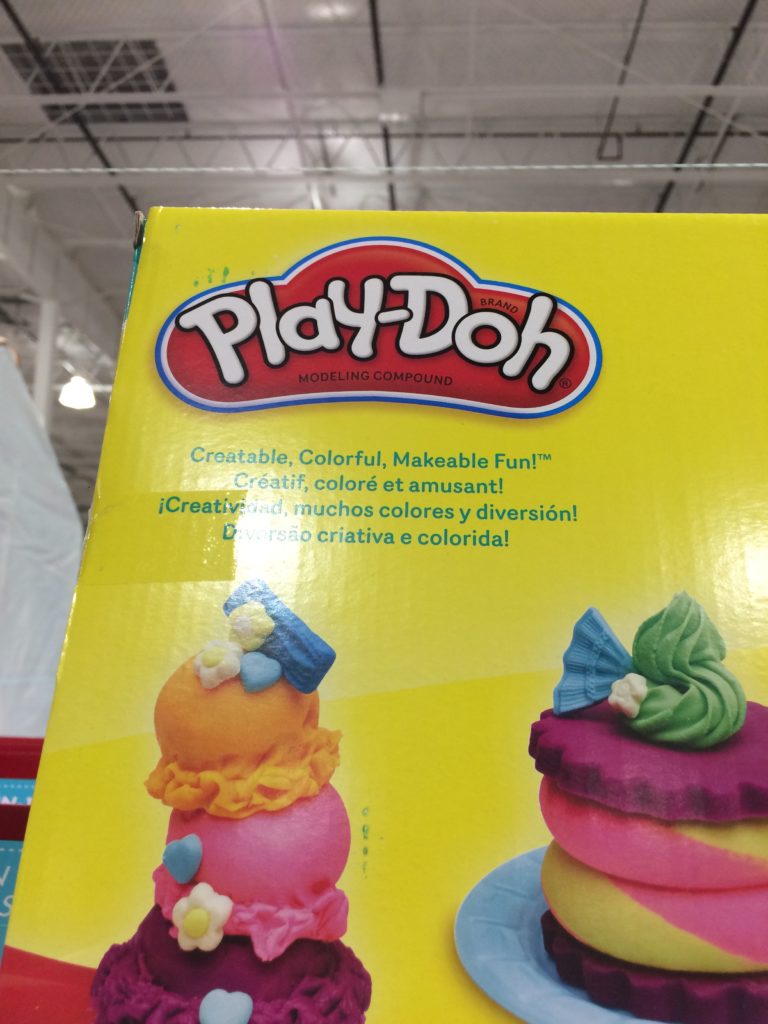 Play-Doh
BRAND
MODELING COMPOUND ®
Creatable, Colorful, Makeable Fun!™
Créatif, coloré et amusant!
¡Creatividad, muchos colores y diversión!
Diversão criativa e colorida!